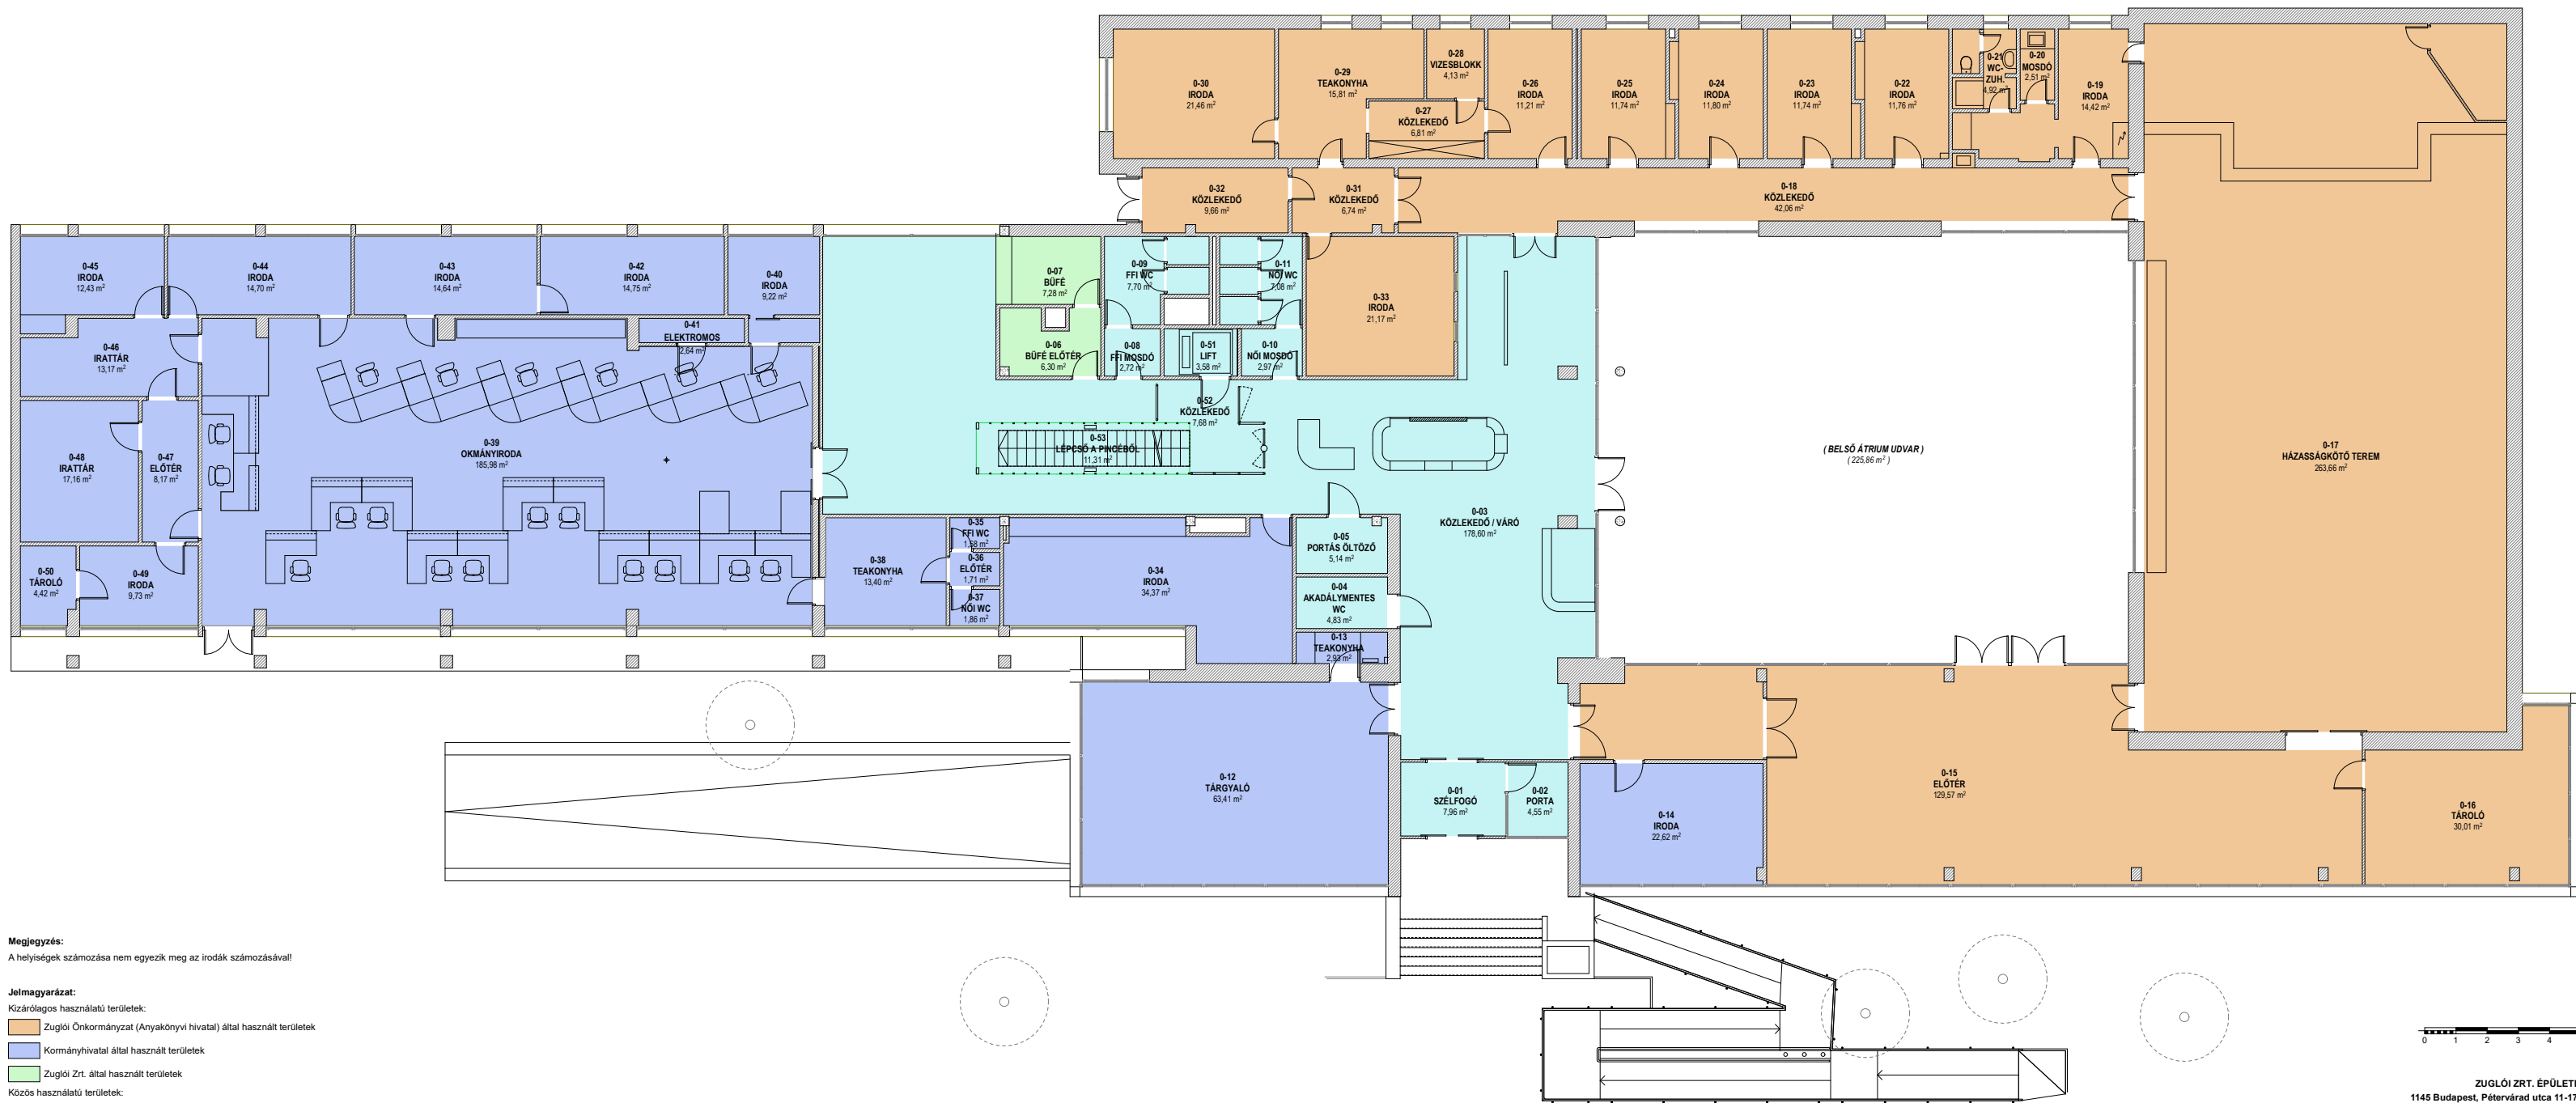 0-30
IRODA
21,46 m²
0-29
TEAKONYHA
15,81 m²
0-28
VIZESBLOKK
4,13 m²
0-27
KÖZLEKEDŐ
6,81 m²
0-26
IRODA
11,21 m²
0-25
IRODA
11,74 m²
0-24
IRODA
11,80 m²
0-23
IRODA
11,74 m²
0-22
IRODA
11,76 m²
0-21
WC-
ZUH.
4,92 m²
0-20
MOSDÓ
2,51 m²
0-19
IRODA
14,42 m²
0-32
KÖZLEKEDŐ
9,66 m²
0-31
KÖZLEKEDŐ
6,74 m²
0-18
KÖZLEKEDŐ
42,06 m²
0-45
IRODA
12,43 m²
0-44
IRODA
14,70 m²
0-43
IRODA
14,64 m²
0-42
IRODA
14,75 m²
0-40
IRODA
9,22 m²
0-07
BÜFÉ
7,28 m²
0-09
FFI WC
7,70 m²
0-11
NŐI WC
7,08 m²
0-33
IRODA
21,17 m²
0-46
IRATTÁR
13,17 m²
0-41
ELEKTROMOS
2,64 m²
0-06
BÜFÉ ELŐTÉR
6,30 m²
0-08
FFI MOSDÓ
2,72 m²
0-51
LIFT
3,58 m²
0-10
NŐI MOSDÓ
2,97 m²
0-52
KÖZLEKEDŐ
7,68 m²
0-53
LÉPCSŐ A PINCÉBŐL
11,31 m²
0-48
IRATTÁR
17,16 m²
0-47
ELŐTÉR
8,17 m²
0-39
OKMÁNYIRODA
185,98 m²
( BELSŐ ÁTRIUM UDVAR )
( 225,86 m² )
0-17
HÁZASSÁGKÖTŐ TEREM
263,66 m²
0-03
KÖZLEKEDŐ / VÁRÓ
178,60 m²
0-50
TÁROLÓ
4,42 m²
0-49
IRODA
9,73 m²
0-38
TEAKONYHA
13,40 m²
0-35
FFI WC
1,58 m²
0-36
ELŐTÉR
1,71 m²
0-37
NŐI WC
1,86 m²
0-34
IRODA
34,37 m²
0-05
PORTÁS ÖLTÖZŐ
5,14 m²
0-04
AKADÁLYMENTES
WC
4,83 m²
0-13
TEAKONYHA
2,93 m²
0-12
TÁRGYALÓ
63,41 m²
0-01
SZÉLFOGÓ
7,96 m²
0-02
PORTA
4,55 m²
0-14
IRODA
22,62 m²
0-15
ELŐTÉR
129,57 m²
0-16
TÁROLÓ
30,01 m²
Megjegyzés:
A helyiségek számozása nem egyezik meg az irodák számozásával!
Jelmagyarázat:
Kizárólagos használatú területek:
Zuglói Önkormányzat (Anyakönyvi hivatal) által használt területek
Kormányhivatal által használt területek
Zuglói Zrt. által használt területek
Közös használatú területek:
0 1 2 3 4
ZUGLÓI ZRT. ÉPÜLET
1145 Budapest, Pétervárad utca 11-17